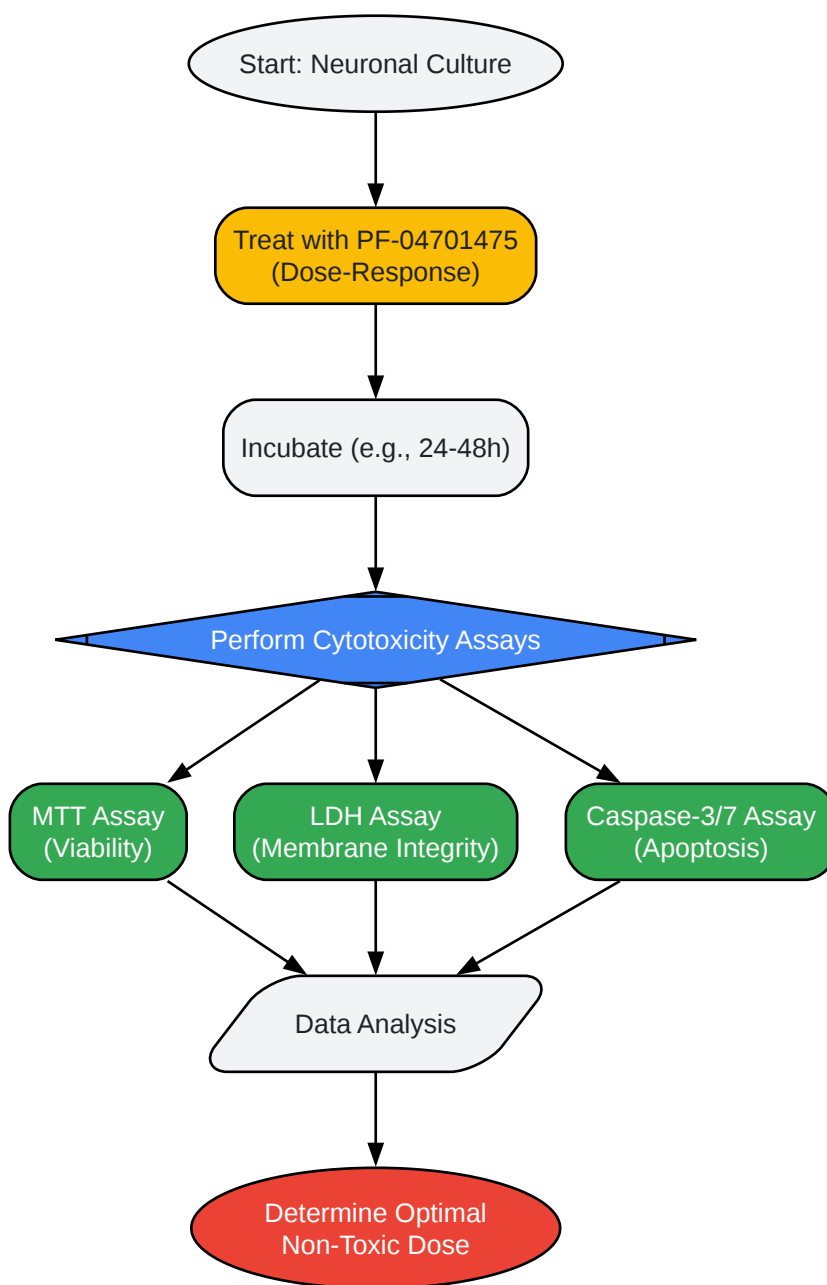 Start: Neuronal Culture
Treat with PF-04701475
(Dose-Response)
Incubate (e.g., 24-48h)
Perform Cytotoxicity Assays
MTT Assay
(Viability)
LDH Assay
(Membrane Integrity)
Caspase-3/7 Assay
(Apoptosis)
Data Analysis
Determine Optimal
Non-Toxic Dose